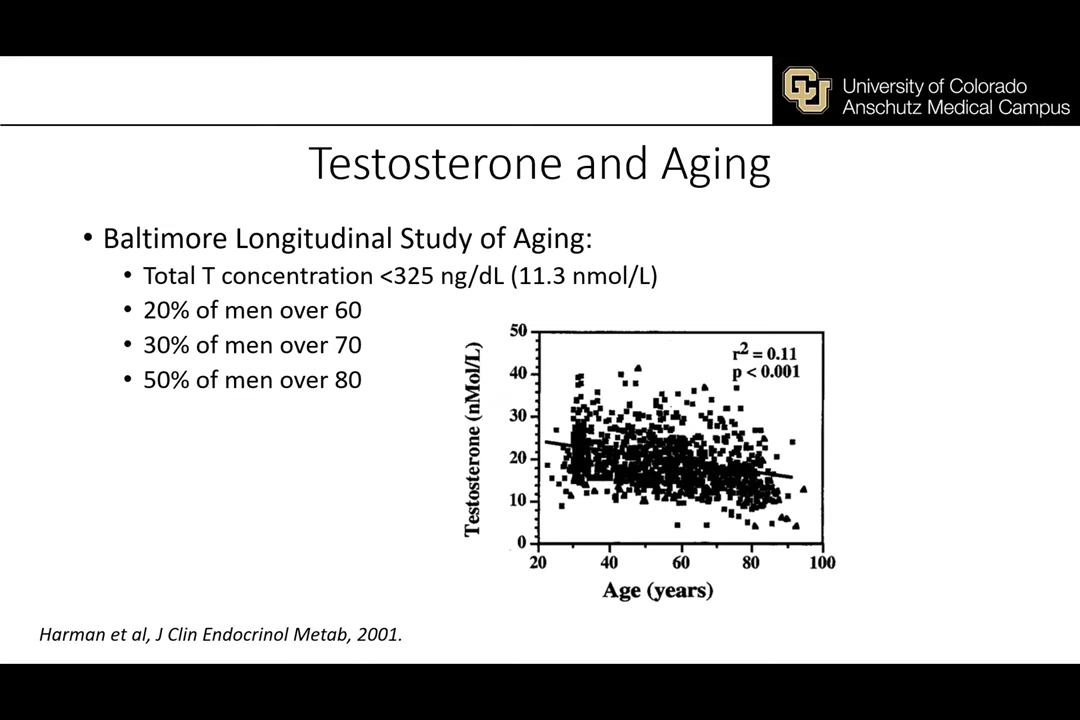 University of Colorado
Anschutz Medical Campus
Testosterone and Aging
• Baltimore Longitudinal Study of Aging:
• Total T concentration <325 ng/dL (11.3 nmol/L)
• 20% of men over 60
• 30% of men over 70
• 50% of men over 80
Testosterone (nMol/L)
50
40
30
20
10
0
r² = 0.11
p < 0.001
20 40 60 80 100
Age (years)
Harman et al, J Clin Endocrinol Metab, 2001.